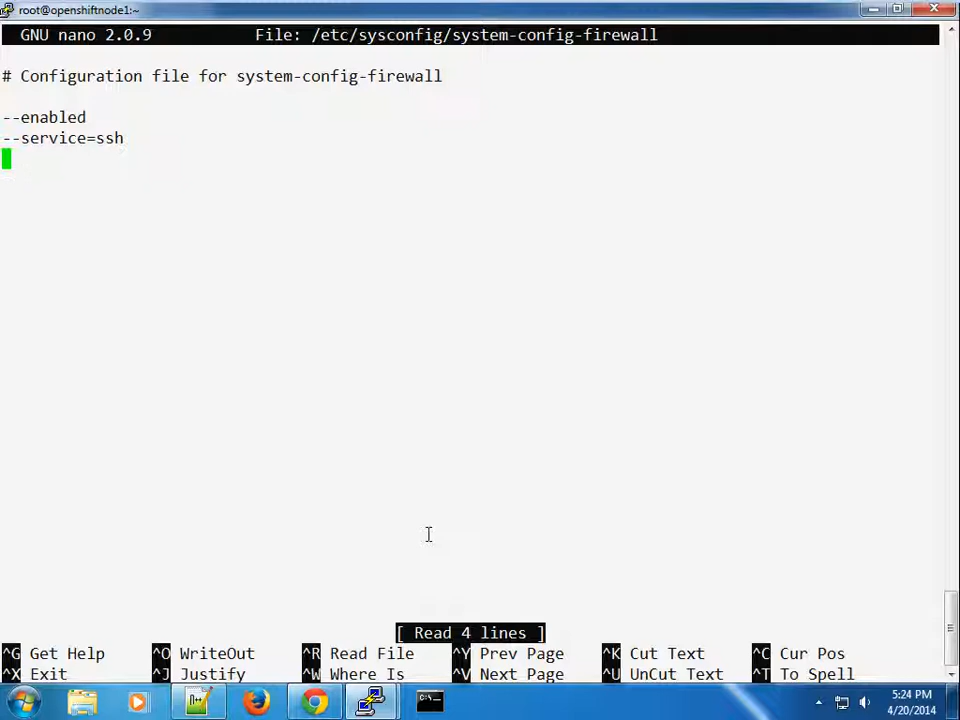 root@openshiftnode1:~
GNU nano 2.0.9 File: /etc/sysconfig/system-config-firewall
# Configuration file for system-config-firewall
--enabled
--service=ssh
[ Read 4 lines ]
^G Get Help ^O WriteOut ^R Read File ^Y Prev Page ^K Cut Text ^C Cur Pos
^X Exit ^J Justify ^W Where Is ^V Next Page ^U UnCut Text ^T To Spell
5:24 PM
4/20/2014